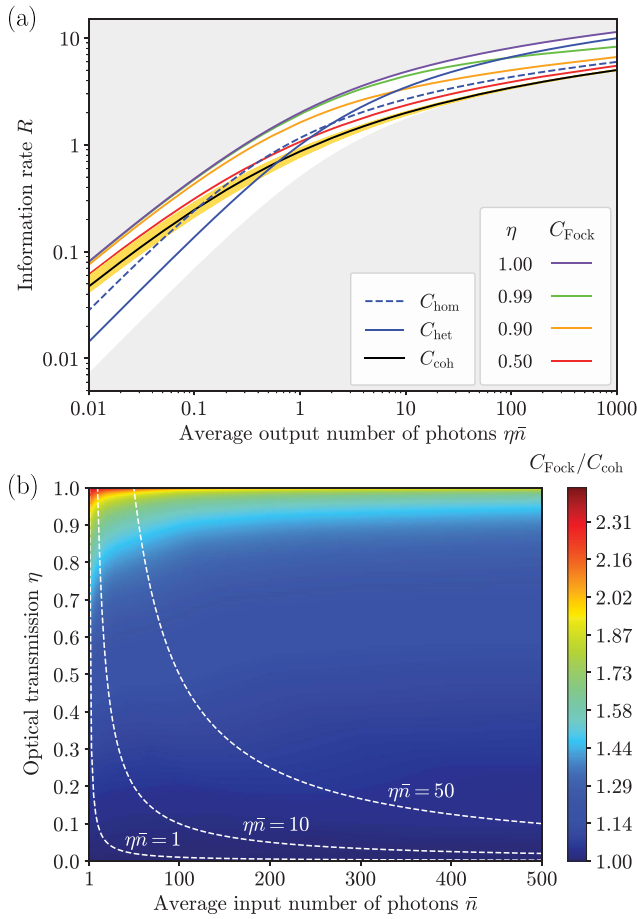 (a)
10
1
0.1
0.01
Information rate R
0.01
0.1
1
10
100
1000
Average output number of photons ηn̄
C_hom
C_het
C_coh
η C_Fock
1.00
0.99
0.90
0.50
(b)
C_Fock/C_coh
1.0
0.9
0.8
0.7
0.6
0.5
0.4
0.3
0.2
0.1
0.0
Optical transmission η
ηn̄ = 1
ηn̄ = 10
ηn̄ = 50
1
100
200
300
400
500
Average input number of photons n̄
2.31
2.16
2.02
1.87
1.73
1.58
1.44
1.29
1.14
1.00